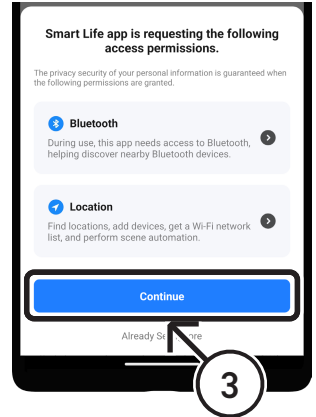 Smart Life app is requesting the following
access permissions.
The privacy security of your personal information is guaranteed when
the following permissions are granted.
Bluetooth
During use, this app needs access to Bluetooth,
helping discover nearby Bluetooth devices.
Location
Find locations, add devices, get a Wi-Fi network
list, and perform scene automation.
Continue
Already
3